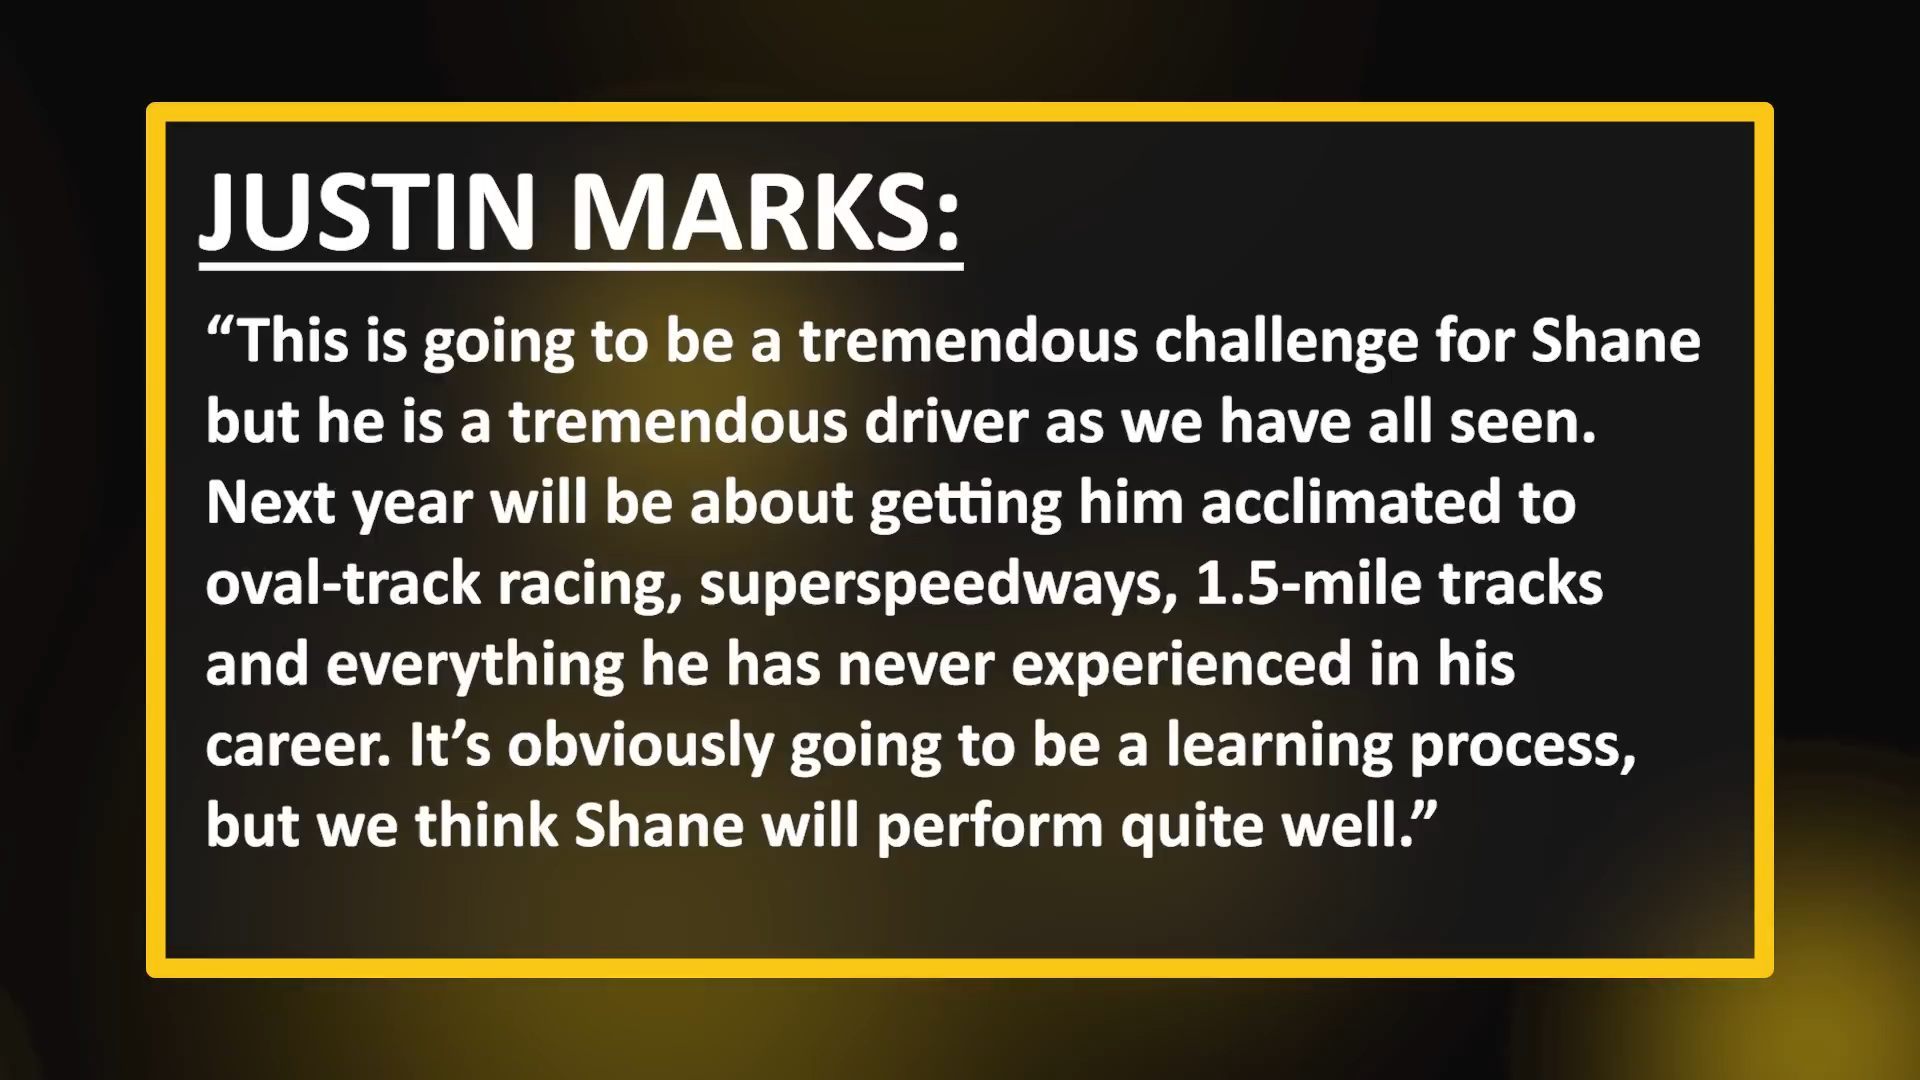 JUSTIN MARKS:
“This is going to be a tremendous challenge for Shane
but he is a tremendous driver as we have all seen.
Next year will be about getting him acclimated to
oval-track racing, superspeedways, 1.5-mile tracks
and everything he has never experienced in his
career. It’s obviously going to be a learning process,
but we think Shane will perform quite well.”